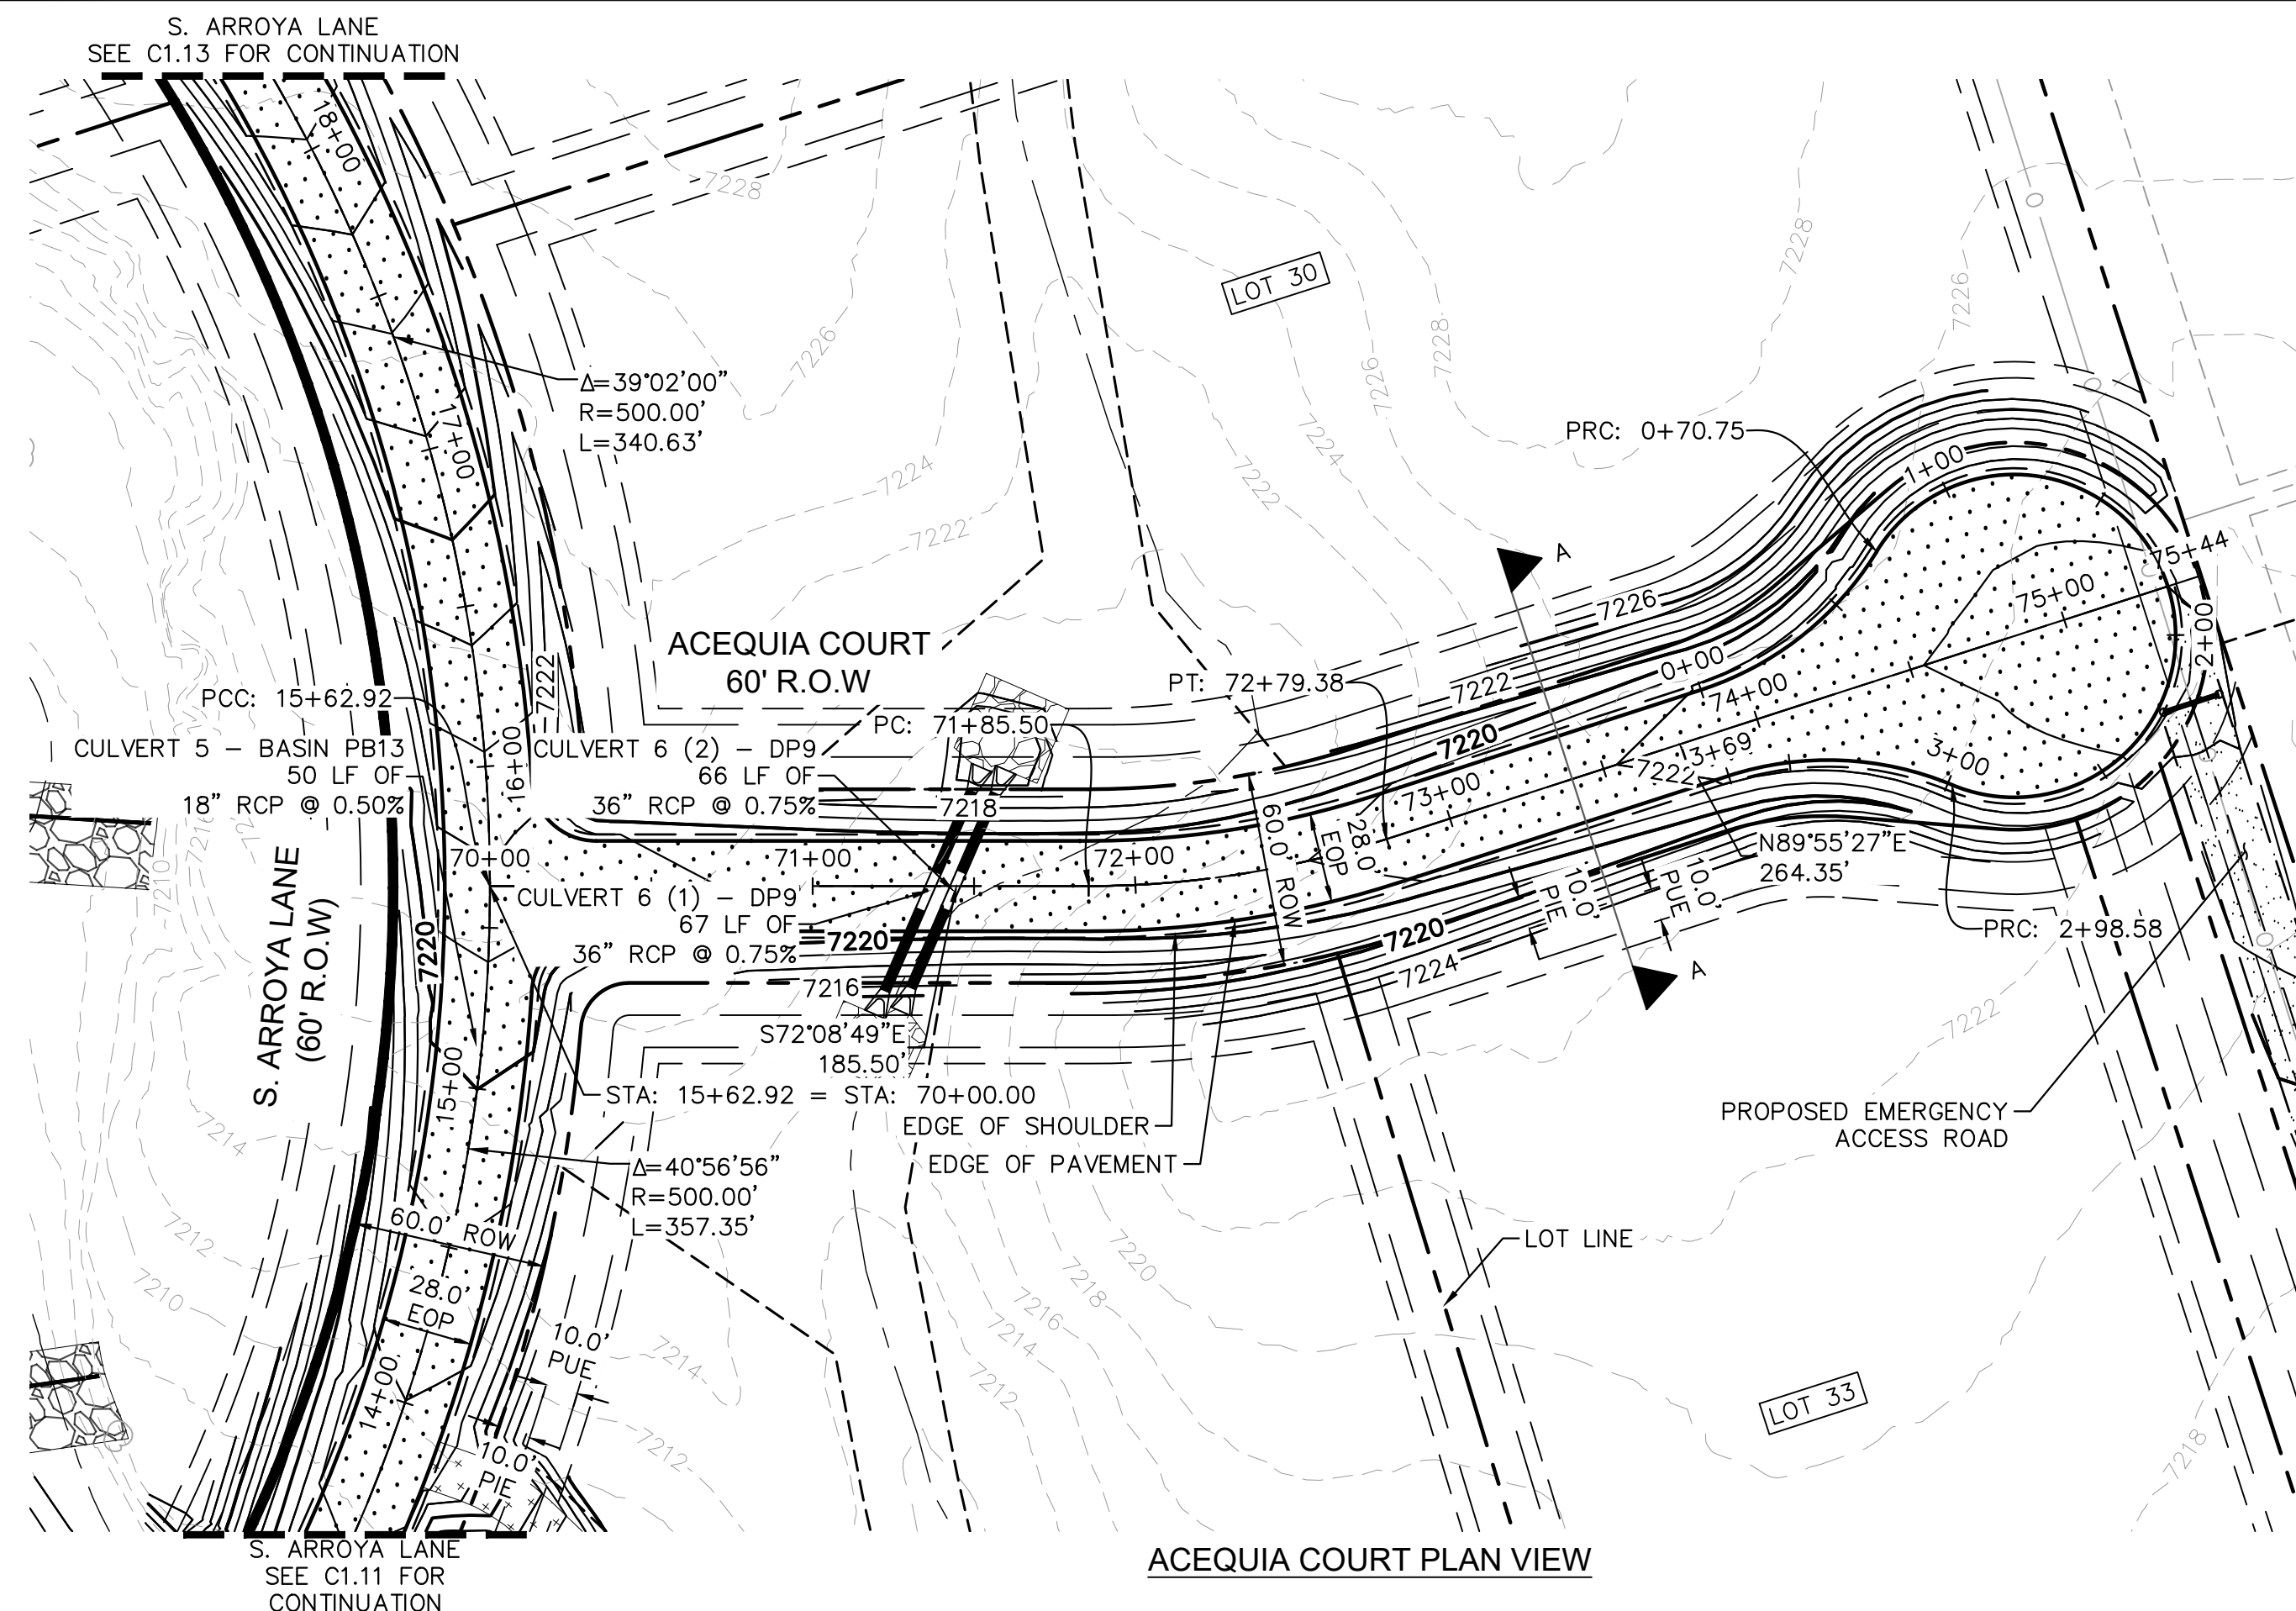 S. ARROYA LANE
SEE C1.13 FOR CONTINUATION
18+00
7228
7228
LOT 30
7226
7226
7228
7226
Δ=39°02'00"
R=500.00'
L=340.63'
17+00
7224
7224
7222
7222
PRC: 0+70.75
1+00
A
75+44
75+00
2+00
7226
ACEQUIA COURT
60' R.O.W
7222
PCC: 15+62.92
16+00
PT: 72+79.38
7222
0+00
74+00
PC: 71+85.50
CULVERT 5 - BASIN PB13
50 LF OF
18" RCP @ 0.50%
CULVERT 6 (2) - DP9
66 LF OF
36" RCP @ 0.75%
7218
7220
73+00
3+69
7222
3+00
60.0' ROW
28.0'
EOP
70+00
71+00
72+00
N89°55'27"E
264.35'
7210
10.0'
PIE
10.0'
PUE
CULVERT 6 (1) - DP9
67 LF OF
36" RCP @ 0.75%
7220
7220
7220
7224
PRC: 2+98.58
A
S. ARROYA LANE
(60' R.O.W)
7216
S72°08'49"E
185.50'
7222
15+00
STA: 15+62.92 = STA: 70+00.00
EDGE OF SHOULDER
EDGE OF PAVEMENT
PROPOSED EMERGENCY
ACCESS ROAD
7214
Δ=40°56'56"
R=500.00'
L=357.35'
7212
60.0' ROW
LOT LINE
7210
28.0'
EOP
7220
7218
7216
7214
7212
10.0'
PUE
7214
14+00
LOT 33
7212
7218
10.0'
PIE
S. ARROYA LANE
SEE C1.11 FOR
CONTINUATION
ACEQUIA COURT PLAN VIEW